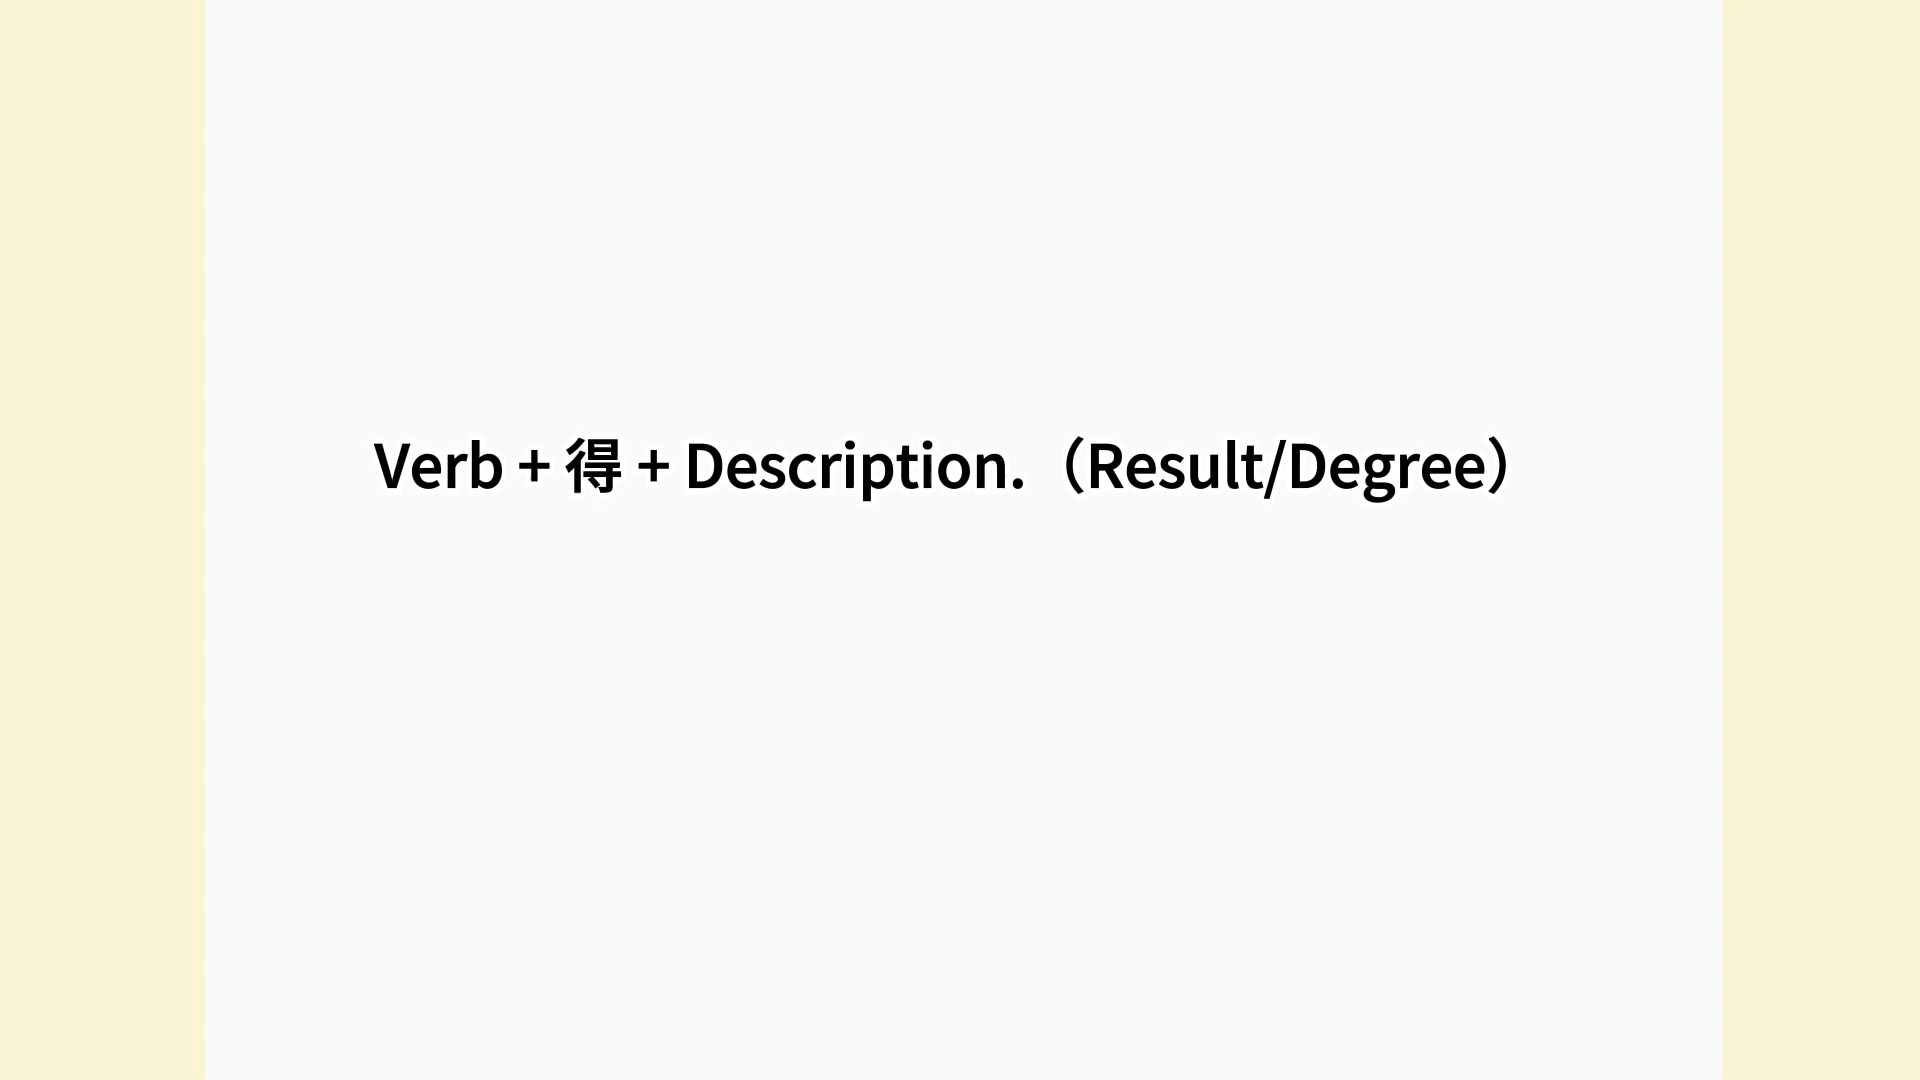 Verb + 得 + Description.（Result/Degree）